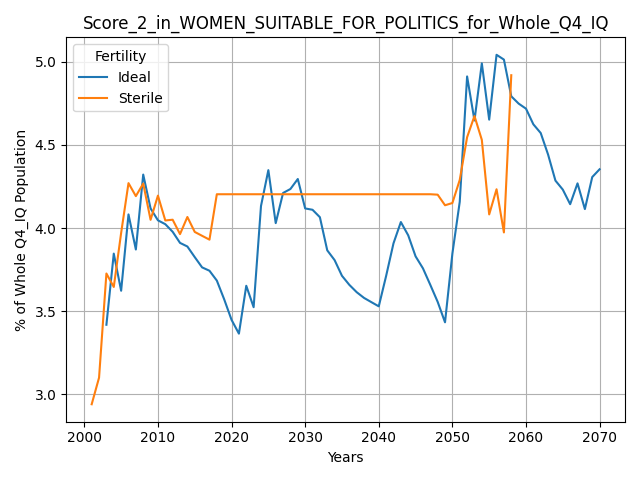 Score_2_in_WOMEN_SUITABLE_FOR_POLITICS_for_Whole_Q4_IQ
Fertility
Ideal
Sterile
% of Whole Q4_IQ Population
5.0
4.5
4.0
3.5
3.0
2000 2010 2020 2030 2040 2050 2060 2070
Years